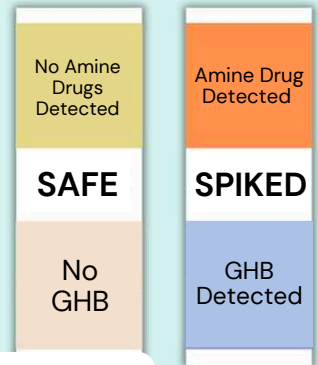 No Amine
Drugs
Detected
SAFE
No
GHB
Amine Drug
Detected
SPIKED
GHB
Detected